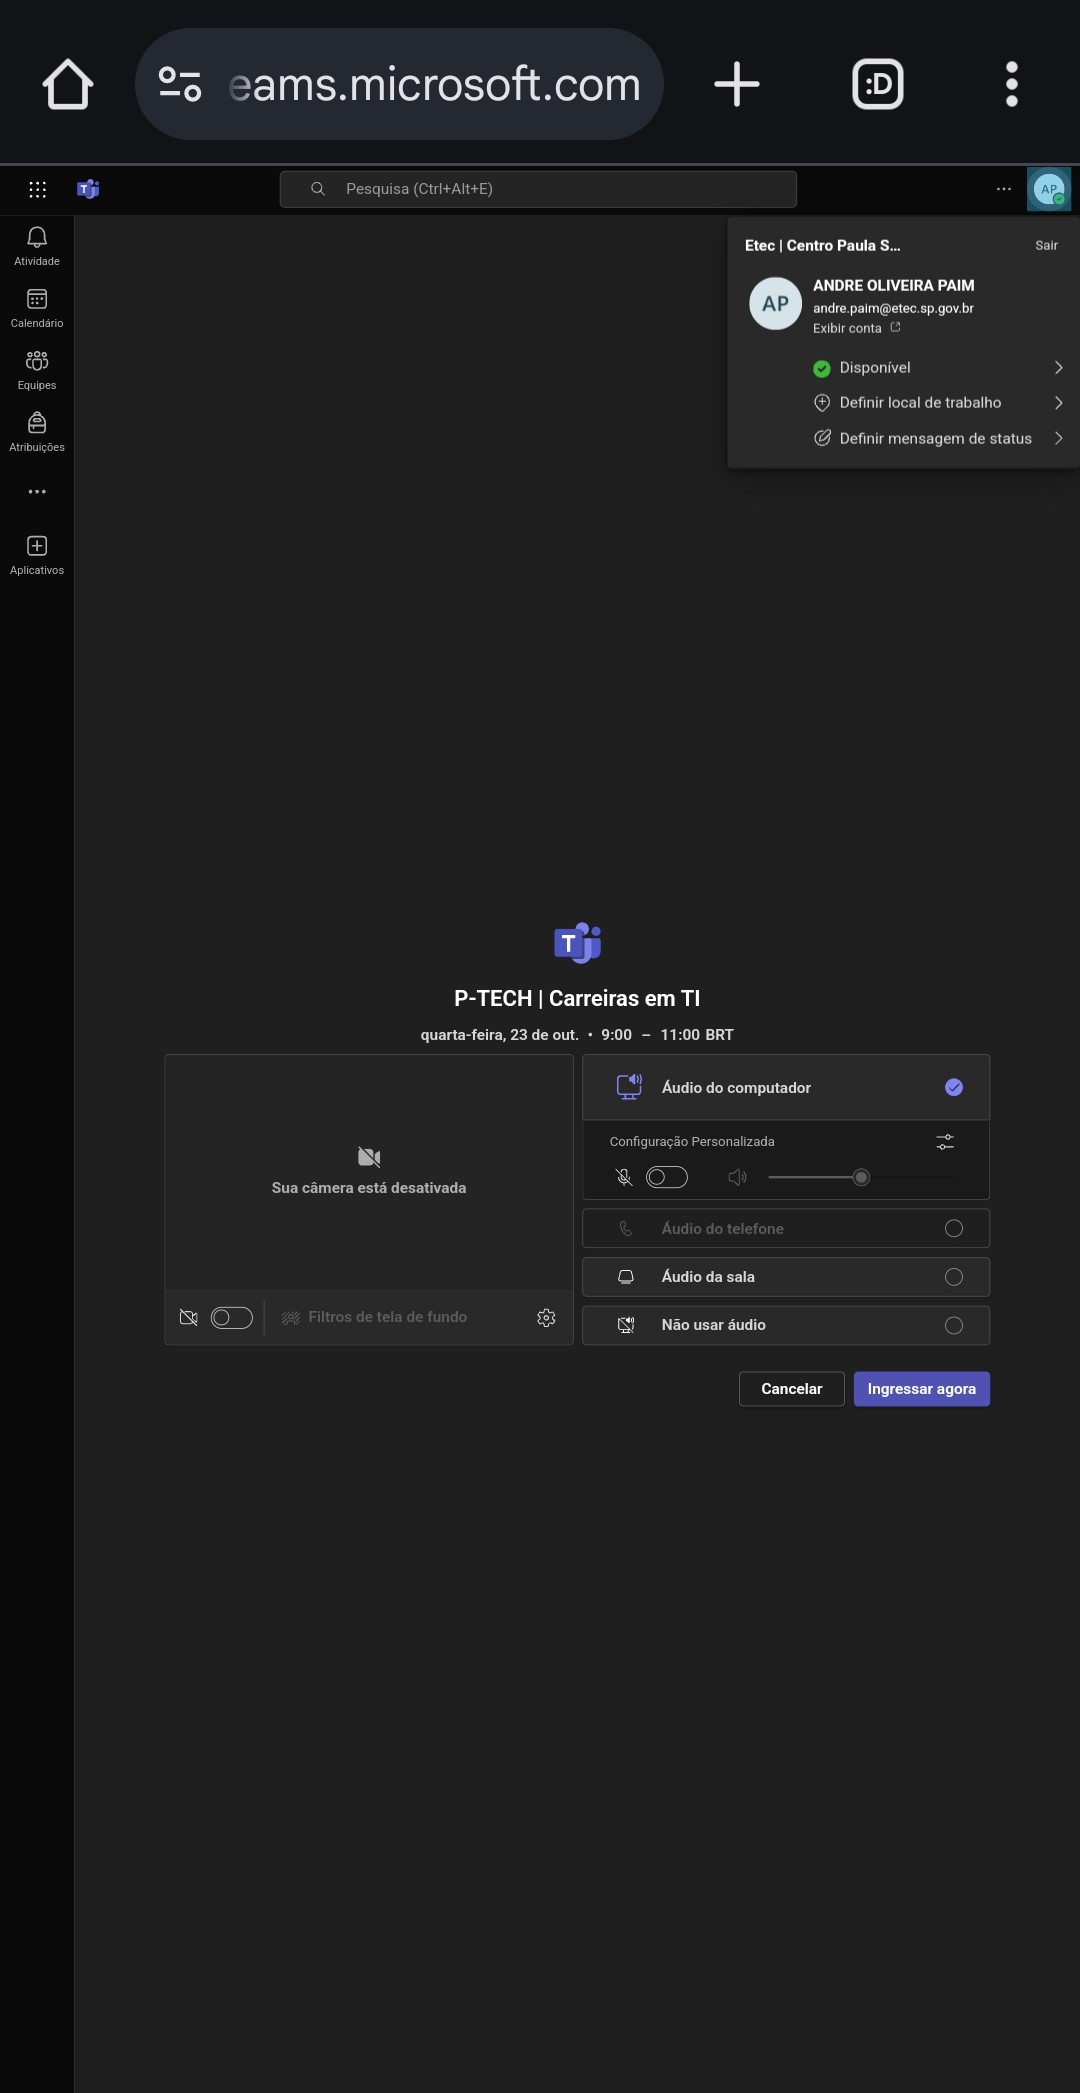 eams.microsoft.com
:D
T
Pesquisa (Ctrl+Alt+E)
AP
Atividade
Calendário
Equipes
Atribuições
Aplicativos
Etec | Centro Paula S...
Sair
AP
ANDRE OLIVEIRA PAIM
andre.paim@etec.sp.gov.br
Exibir conta
Disponível
Definir local de trabalho
Definir mensagem de status
T
P-TECH | Carreiras em TI
quarta-feira, 23 de out. • 9:00 – 11:00 BRT
Sua câmera está desativada
Filtros de tela de fundo
Áudio do computador
Configuração Personalizada
Áudio do telefone
Áudio da sala
Não usar áudio
Cancelar
Ingressar agora